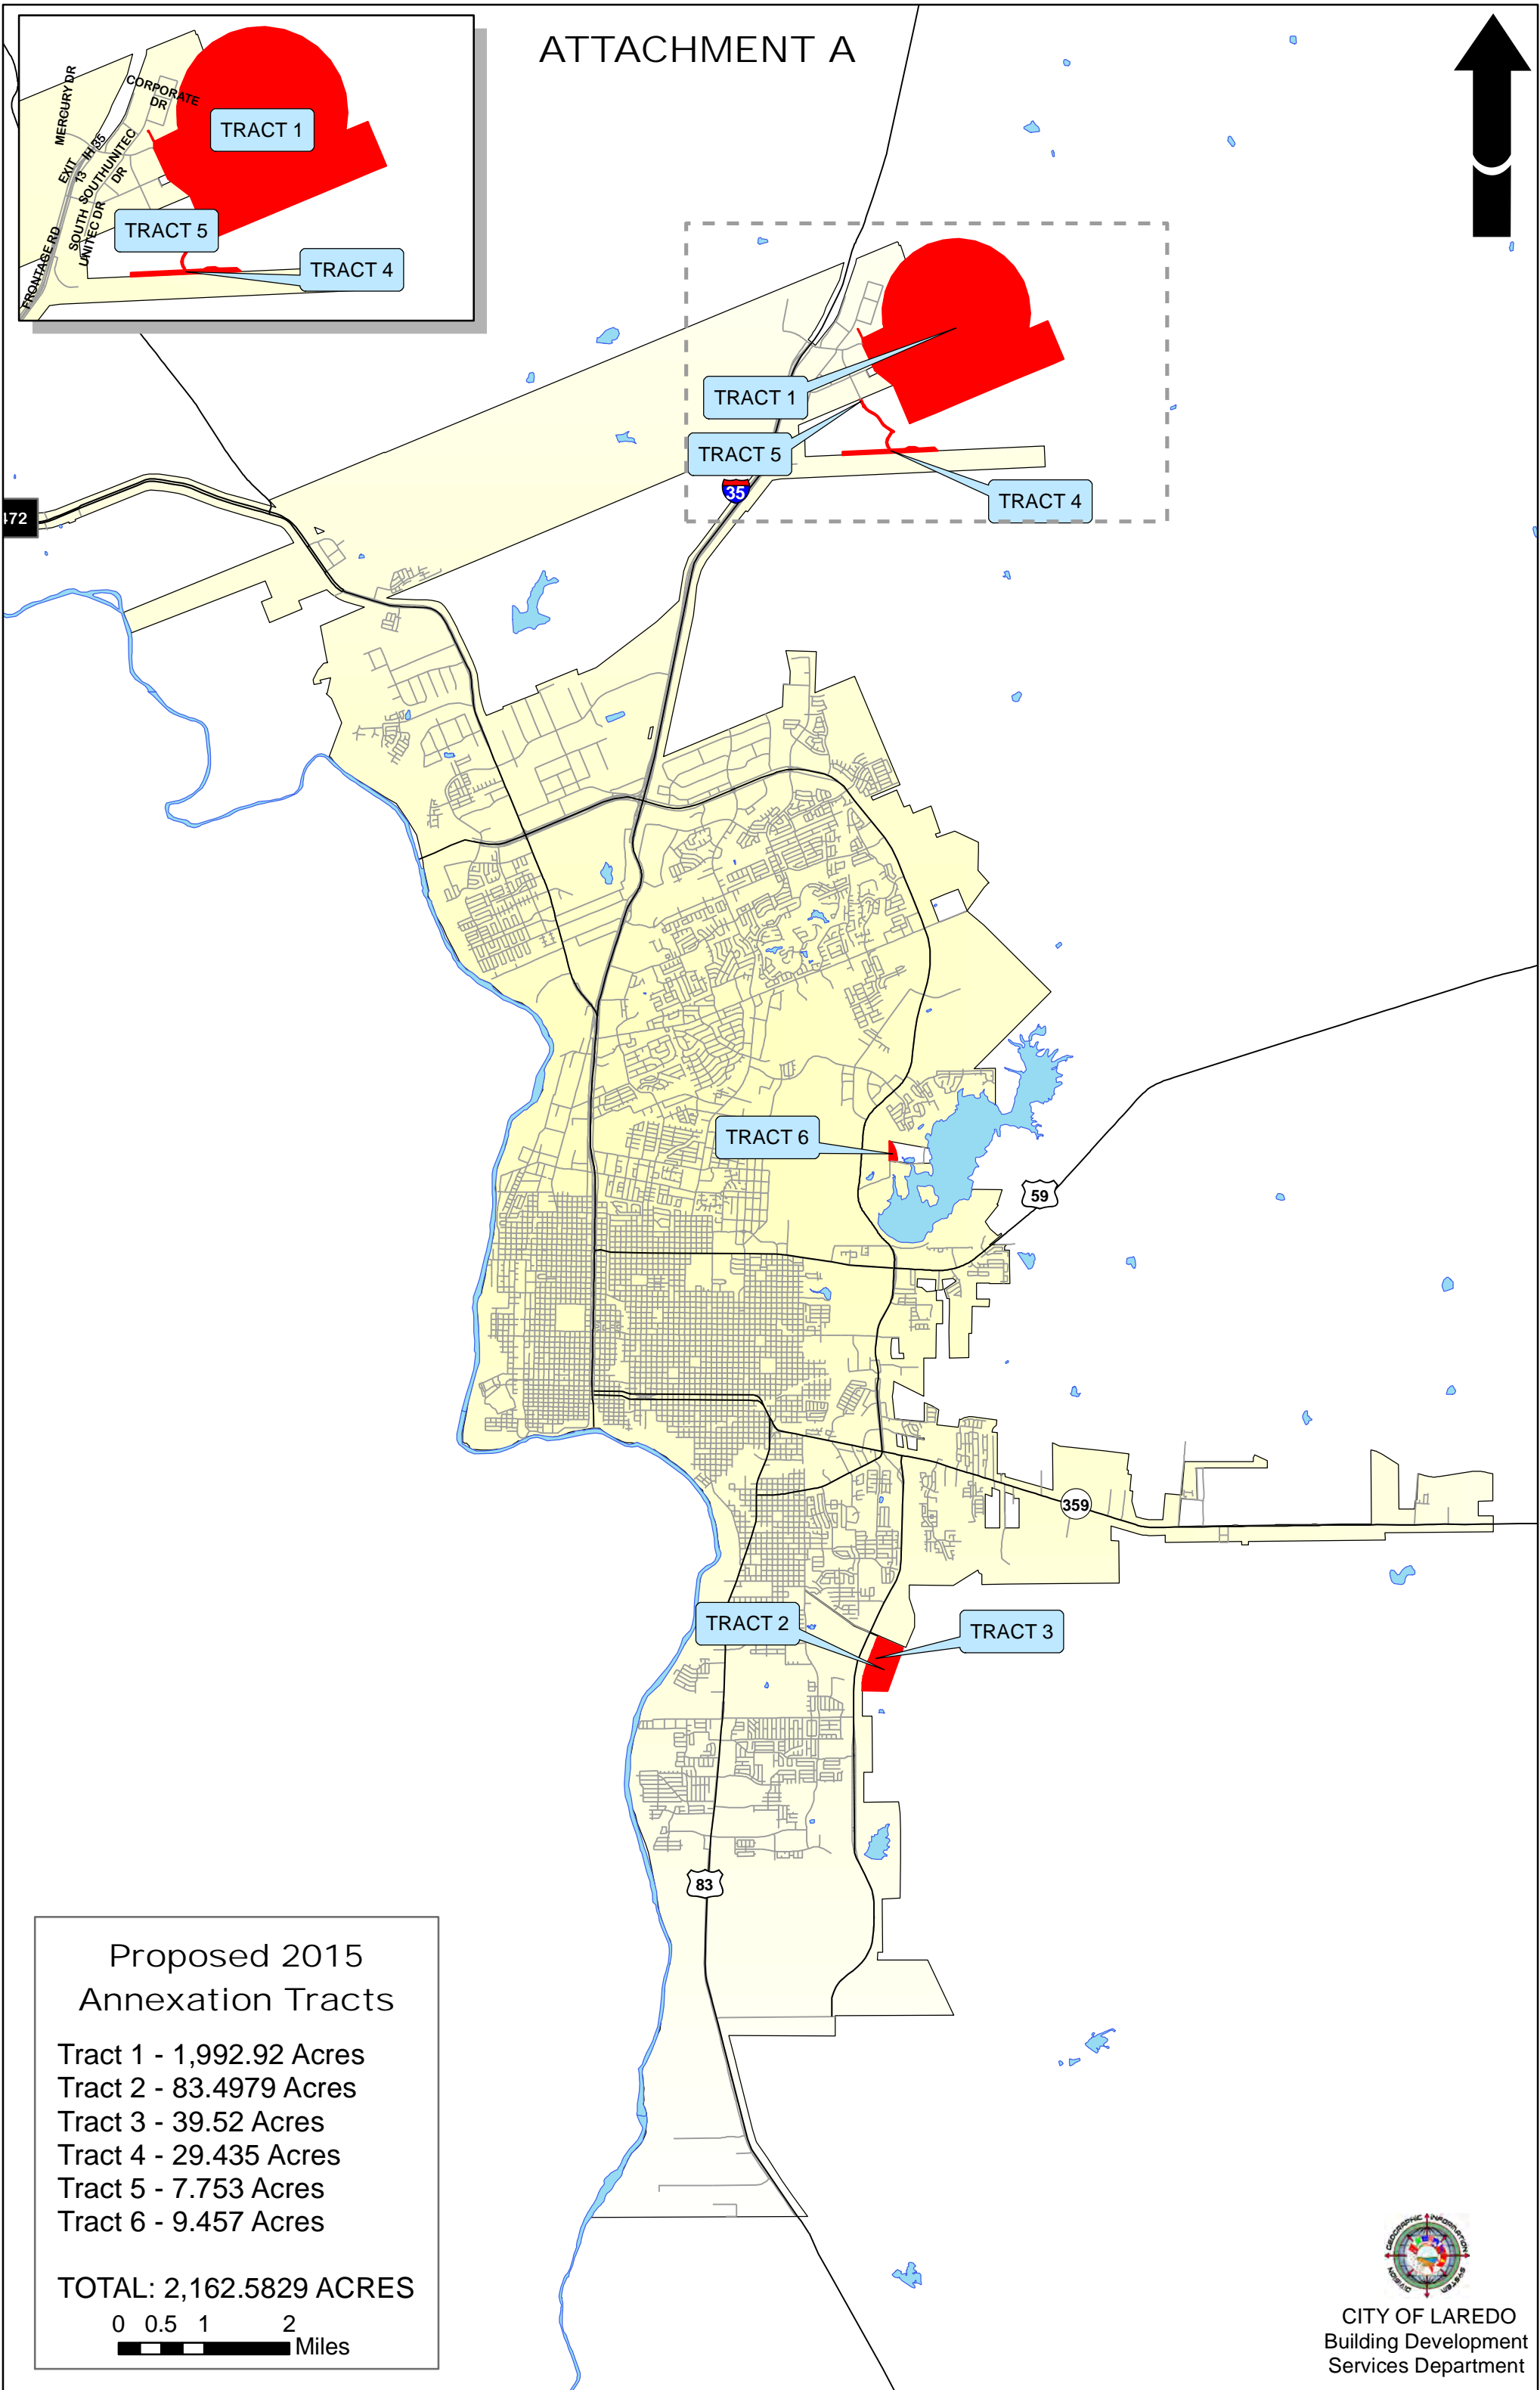 ATTACHMENT A
MERCURY DR
CORPORATE
DR
TRACT 1
IH 35
EXIT
13
SOUTHUNITEC
DR
SOUTH
UNITEC DR
FRONTAGE RD
TRACT 5
TRACT 4
TRACT 1
TRACT 5
35
TRACT 4
472
TRACT 6
59
359
TRACT 2
TRACT 3
83
Proposed 2015
Annexation Tracts
Tract 1 - 1,992.92 Acres
Tract 2 - 83.4979 Acres
Tract 3 - 39.52 Acres
Tract 4 - 29.435 Acres
Tract 5 - 7.753 Acres
Tract 6 - 9.457 Acres
TOTAL: 2,162.5829 ACRES
0 0.5 1 2
Miles
GEOGRAPHIC INFORMATION
SYSTEM
DIVISION
CITY OF LAREDO
Building Development
Services Department